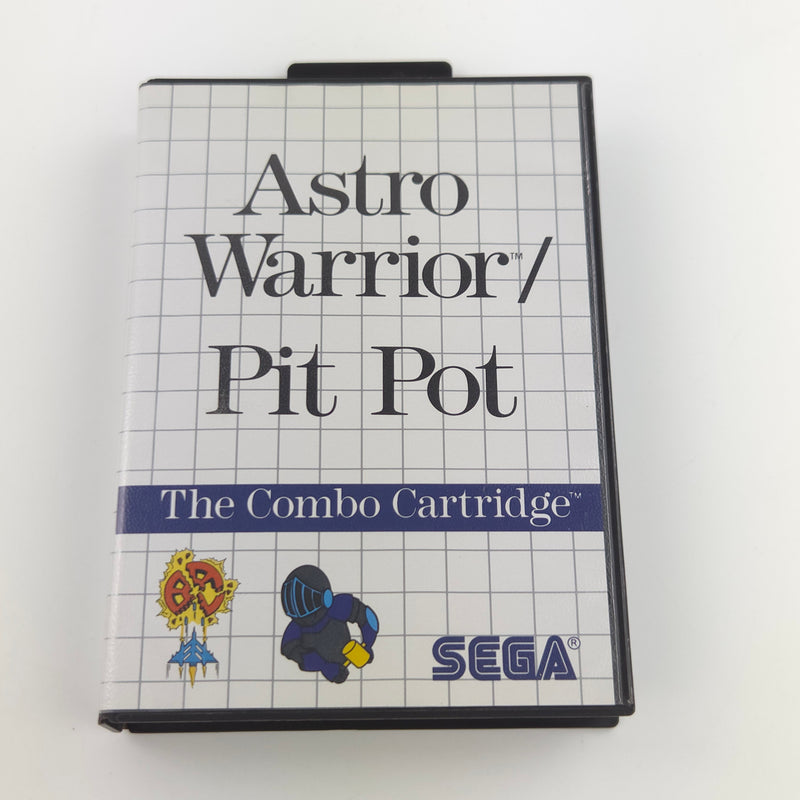 Astro
Warrior™/
Pit Pot
The Combo Cartridge™
SEGA®